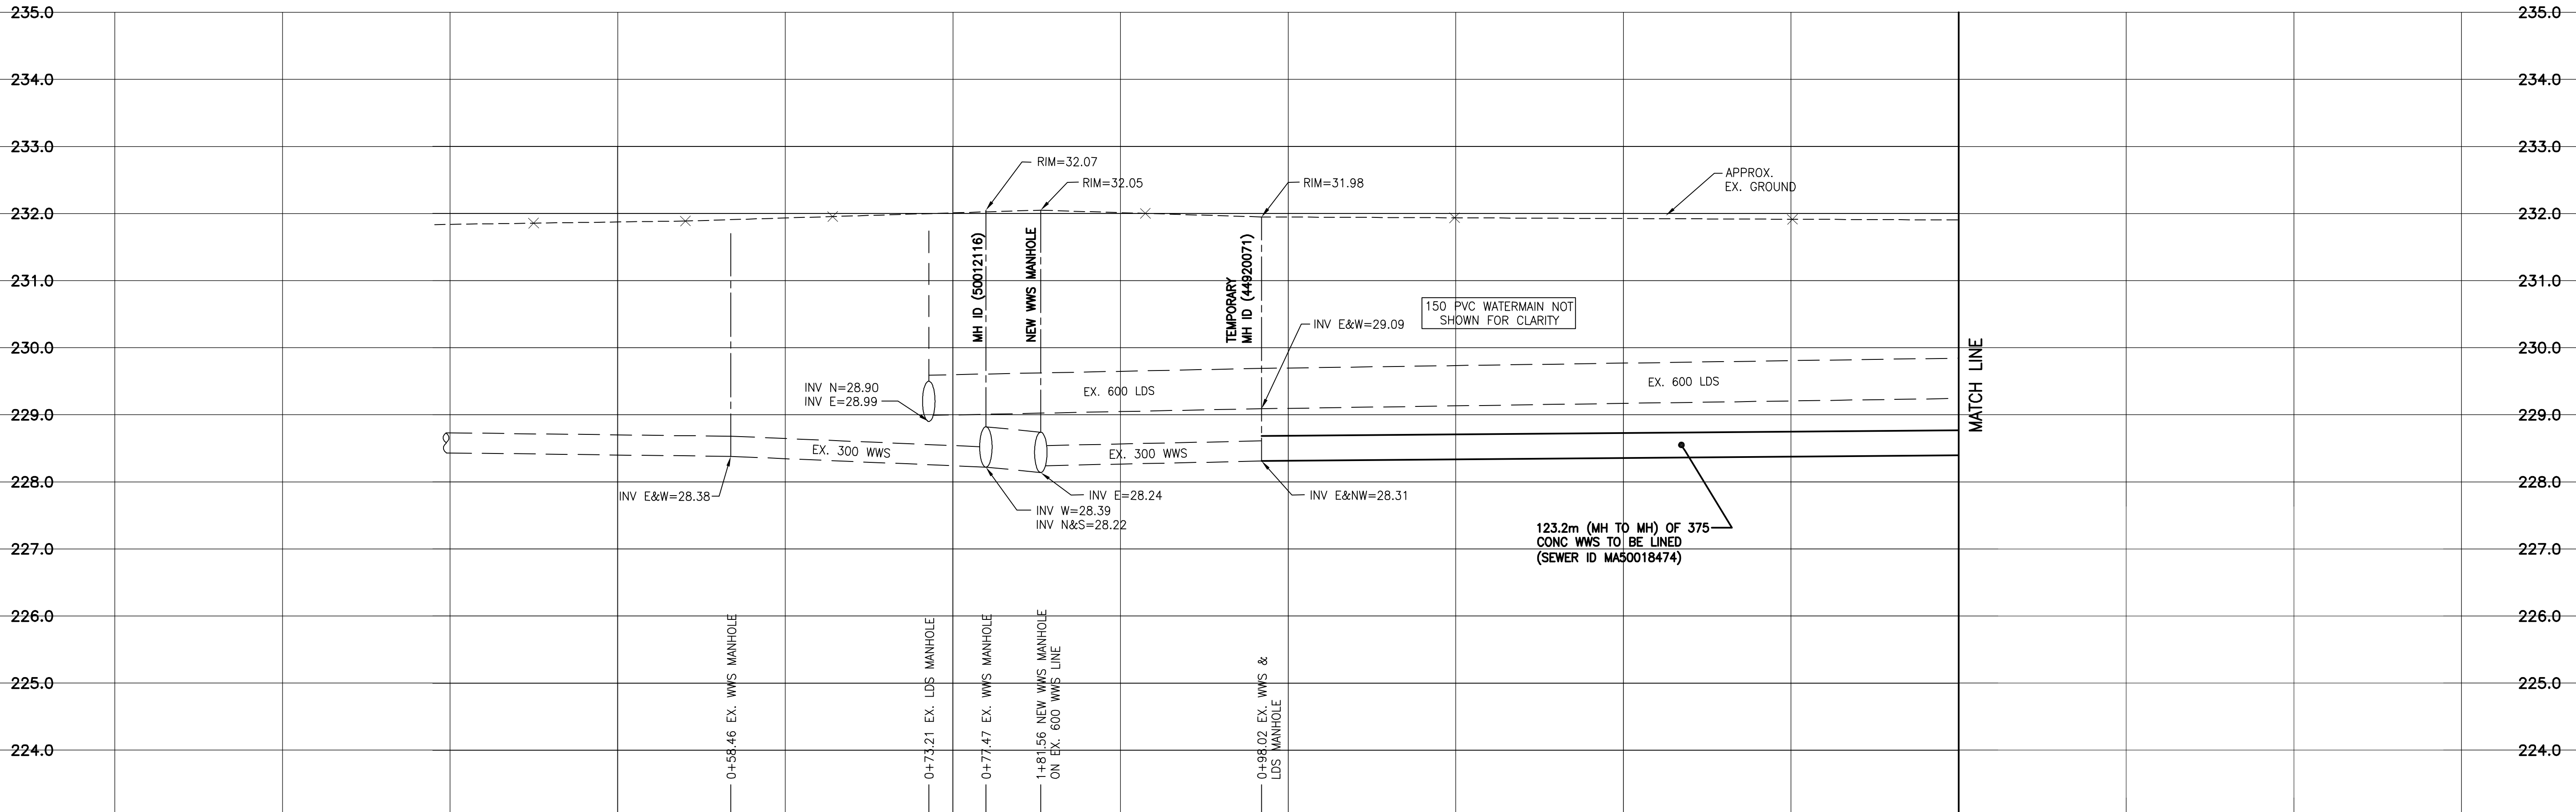 235.0 235.0
234.0 234.0
233.0 233.0
RIM=32.07
RIM=32.05
RIM=31.98
APPROX.
EX. GROUND
232.0 232.0
MH ID (50012116)
NEW WWS MANHOLE
TEMPORARY
MH ID (44920071)
231.0 231.0
150 PVC WATERMAIN NOT
SHOWN FOR CLARITY
INV E&W=29.09
230.0 230.0
MATCH LINE
INV N=28.90
INV E=28.99
EX. 600 LDS
EX. 600 LDS
229.0 229.0
EX. 300 WWS
EX. 300 WWS
228.0 228.0
INV E&W=28.38
INV E=28.24
INV W=28.39
INV N&S=28.22
INV E&NW=28.31
123.2m (MH TO MH) OF 375
CONC WWS TO BE LINED
(SEWER ID MA50018474)
227.0 227.0
226.0 226.0
225.0 225.0
224.0 224.0
0+58.46 EX. WWS MANHOLE
0+73.21 EX. LDS MANHOLE
0+77.47 EX. WWS MANHOLE
1+81.56 NEW WWS MANHOLE
ON EX. 600 WWS LINE
0+98.02 EX. WWS &
LDS MANHOLE